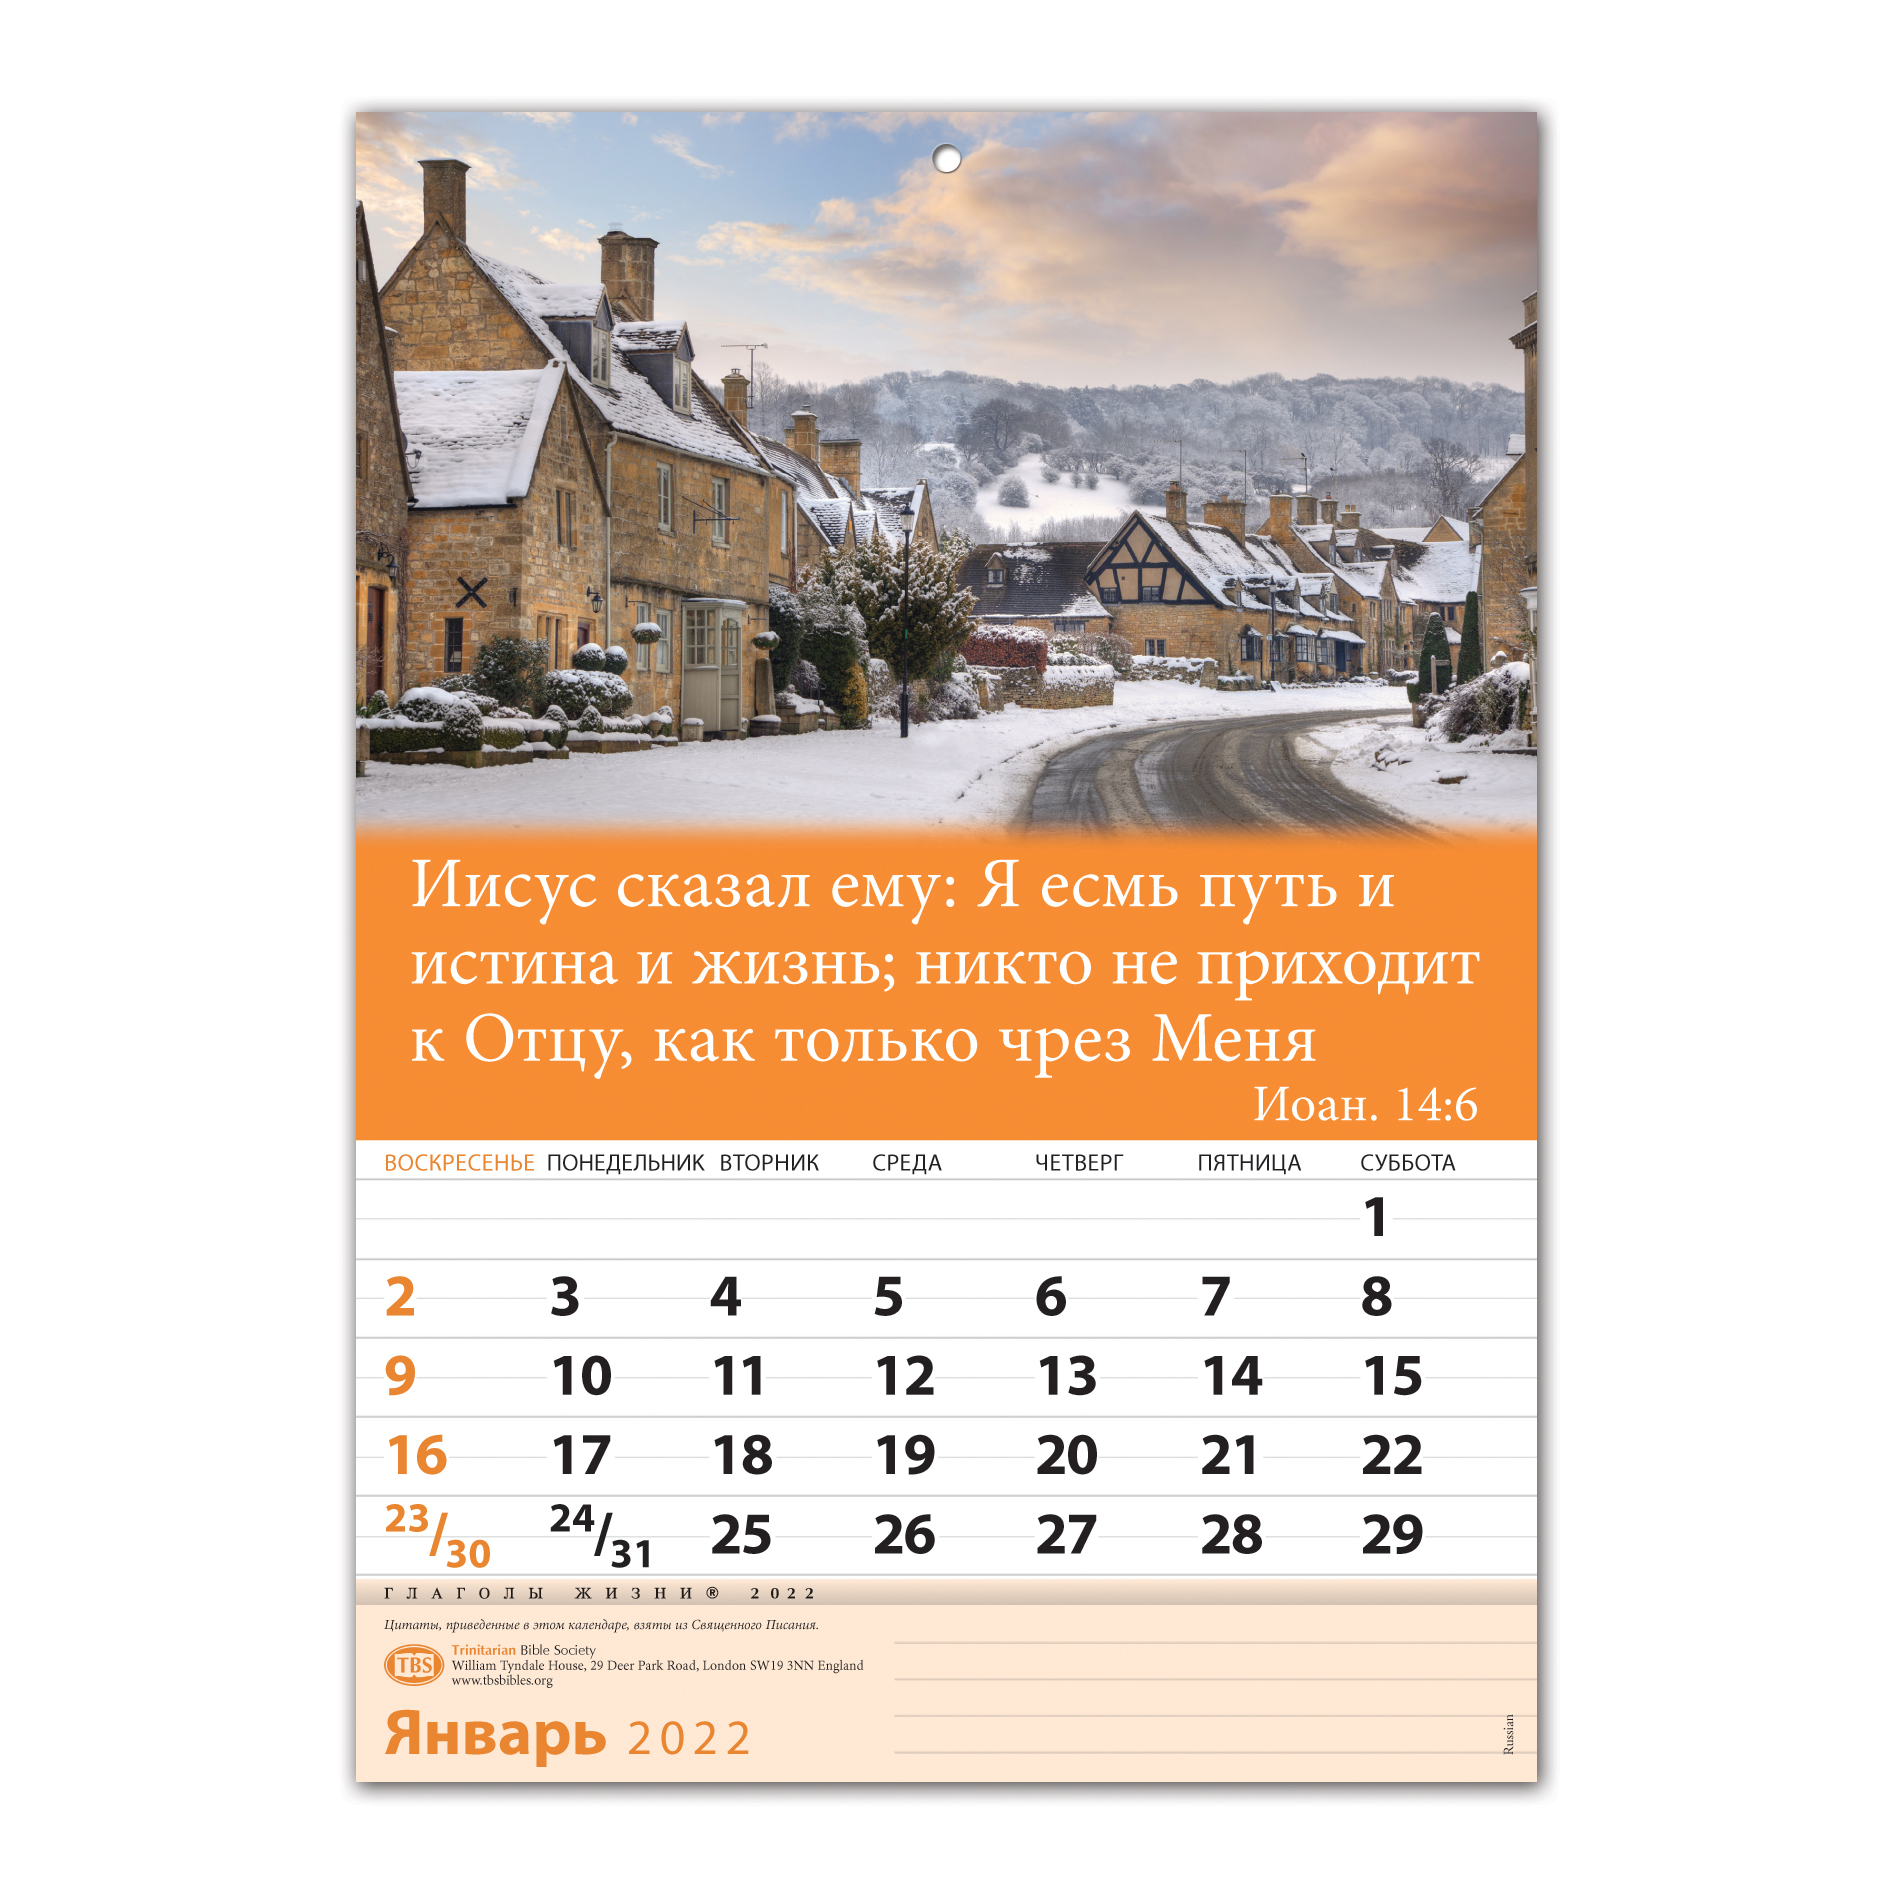 Иисус сказал ему: Я есмь путь и
истина и жизнь; никто не приходит
к Отцу, как только чрез Меня
Иоан. 14:6
ВОСКРЕСЕНЬЕ ПОНЕДЕЛЬНИК ВТОРНИК СРЕДА ЧЕТВЕРГ ПЯТНИЦА СУББОТА
1
2 3 4 5 6 7 8
9 10 11 12 13 14 15
16 17 18 19 20 21 22
23/30 24/31 25 26 27 28 29
ГЛАГОЛЫ ЖИЗНИ® 2022
Цитаты, приведенные в этом календаре, взяты из Священного Писания.
TBS
Trinitarian Bible Society
William Tyndale House, 29 Deer Park Road, London SW19 3NN England
www.tbsbibles.org
Январь 2022
Russian